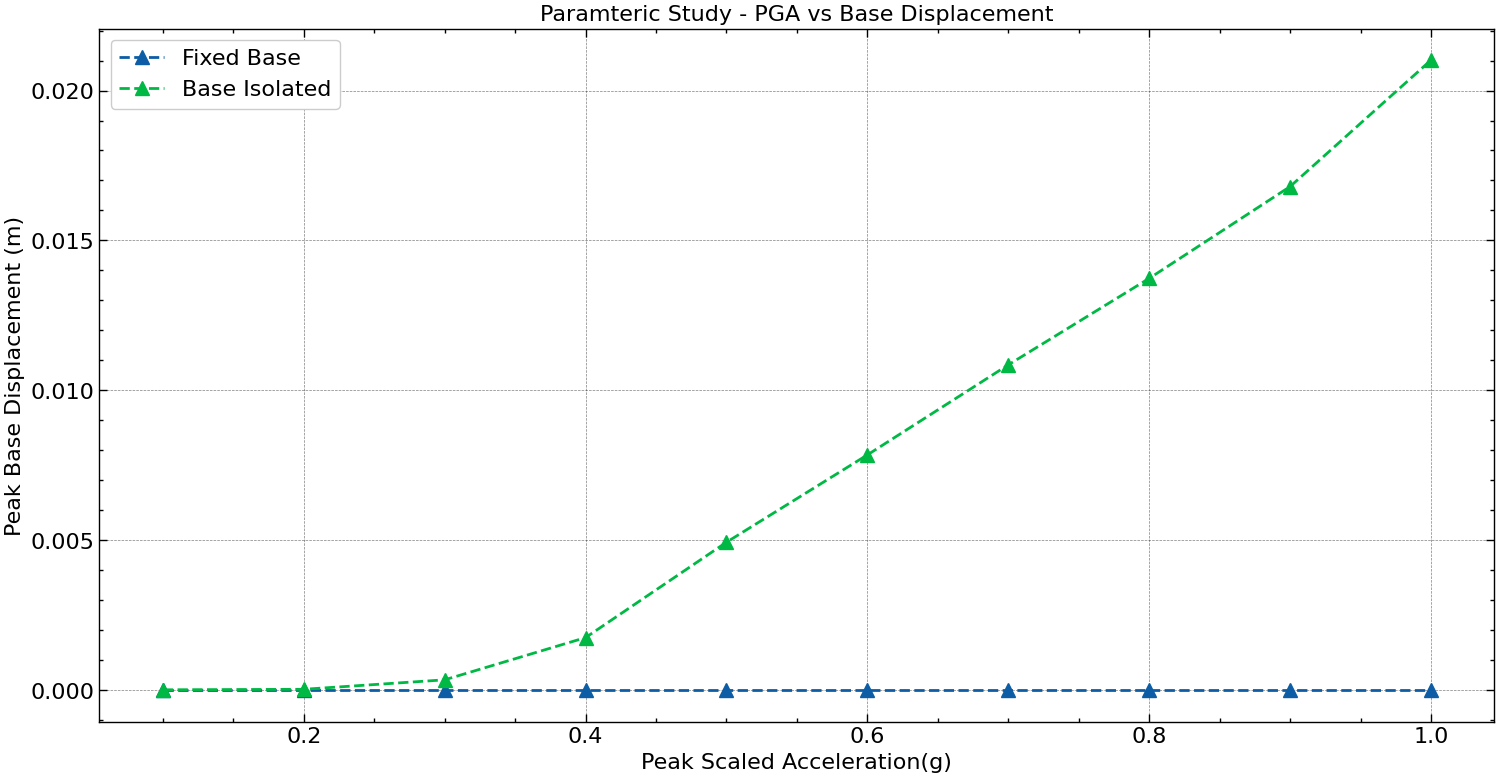 Paramteric Study - PGA vs Base Displacement
Fixed Base
Base Isolated
Peak Base Displacement (m)
0.020
0.015
0.010
0.005
0.000
0.2
0.4
0.6
0.8
1.0
Peak Scaled Acceleration(g)